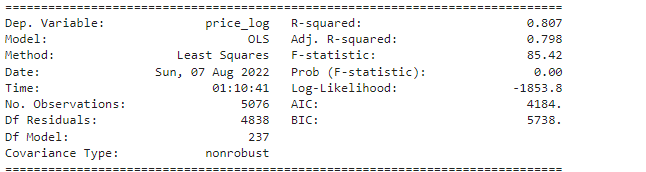 ==============================================================================
Dep. Variable:              price_log   R-squared:                       0.807
Model:                            OLS   Adj. R-squared:                  0.798
Method:                 Least Squares   F-statistic:                     85.42
Date:                Sun, 07 Aug 2022   Prob (F-statistic):               0.00
Time:                        01:10:41   Log-Likelihood:                -1853.8
No. Observations:                5076   AIC:                             4184.
Df Residuals:                    4838   BIC:                             5738.
Df Model:                         237
Covariance Type:            nonrobust
==============================================================================